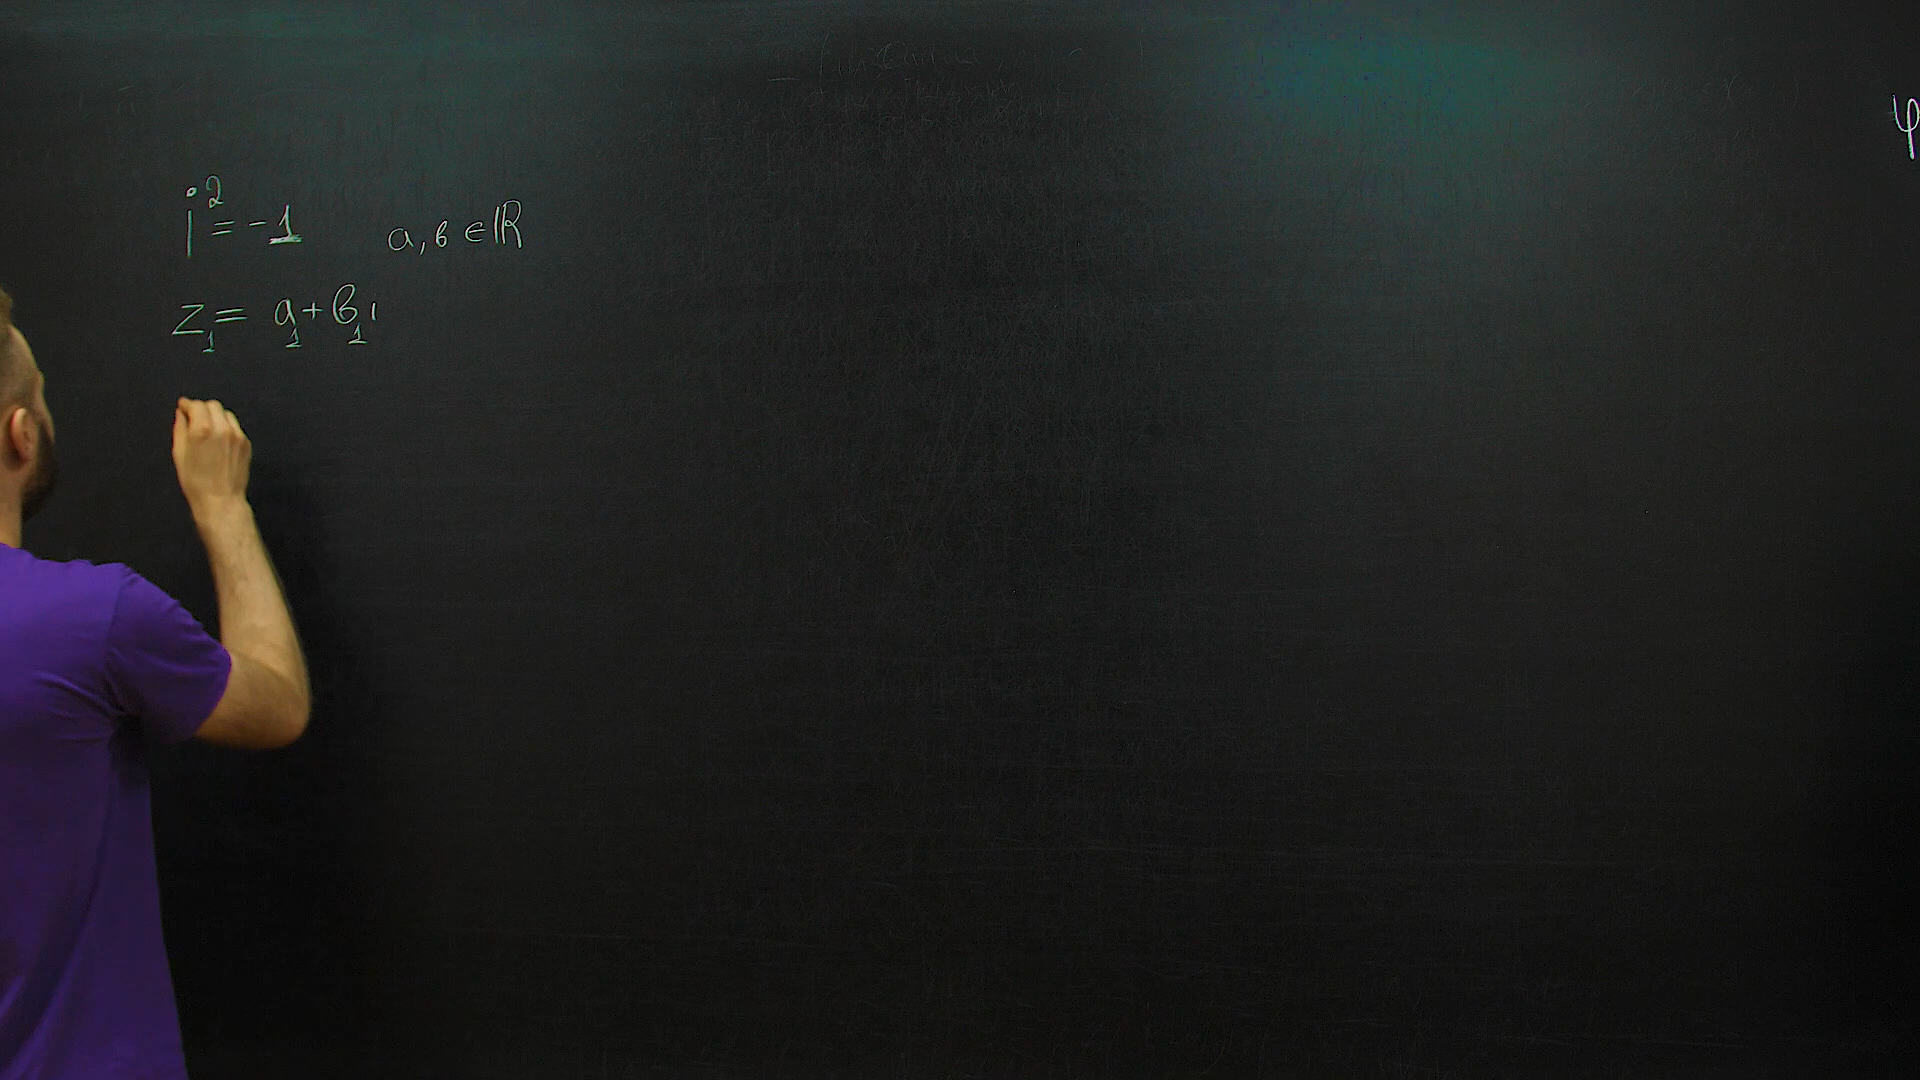 i² = -1 a, b ∈ ℝ
z₁ = a₁ + b₁i
φ